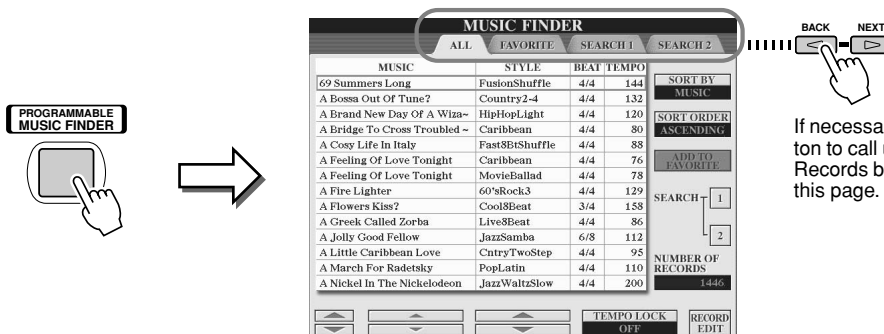 PROGRAMMABLE
MUSIC FINDER
MUSIC FINDER
ALL FAVORITE SEARCH 1 SEARCH 2
MUSIC STYLE BEAT TEMPO
69 Summers Long FusionShuffle 4/4 144
A Bossa Out Of Tune? Country2-4 4/4 132
A Brand New Day Of A Wiza~ HipHopLight 4/4 120
A Bridge To Cross Troubled ~ Caribbean 4/4 80
A Cosy Life In Italy Fast8BtShuffle 4/4 88
A Feeling Of Love Tonight Caribbean 4/4 76
A Feeling Of Love Tonight MovieBallad 4/4 78
A Fire Lighter 60'sRock3 4/4 129
A Flowers Kiss? Cool8Beat 3/4 158
A Greek Called Zorba Live8Beat 4/4 86
A Jolly Good Fellow JazzSamba 6/8 112
A Little Caribbean Love CntryTwoStep 4/4 95
A March For Radetsky PopLatin 4/4 110
A Nickel In The Nickelodeon JazzWaltzSlow 4/4 200
SORT BY
MUSIC
SORT ORDER
ASCENDING
ADD TO
FAVORITE
SEARCH 1
2
NUMBER OF
RECORDS
1446
TEMPO LOCK
OFF
RECORD
EDIT
BACK NEXT
If necessa
ton to call
Records b
this page.